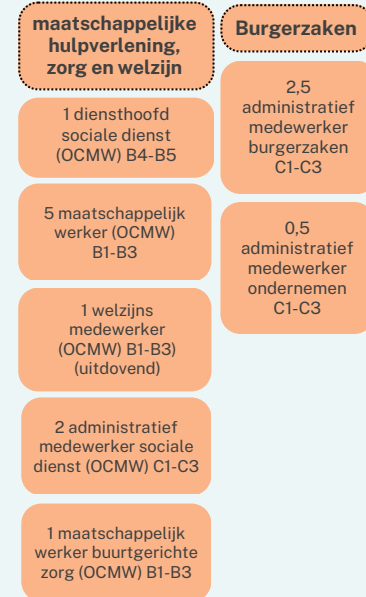 maatschappelijke
hulpverlening,
zorg en welzijn
1 diensthoofd
sociale dienst
(OCMW) B4-B5
5 maatschappelijk
werker (OCMW)
B1-B3
1 welzijns
medewerker
(OCMW) B1-B3)
(uitdovend)
2 administratief
medewerker sociale
dienst (OCMW) C1-C3
1 maatschappelijk
werker buurtgerichte
zorg (OCMW) B1-B3
Burgerzaken
2,5
administratief
medewerker
burgerzaken
C1-C3
0,5
administratief
medewerker
ondernemen
C1-C3